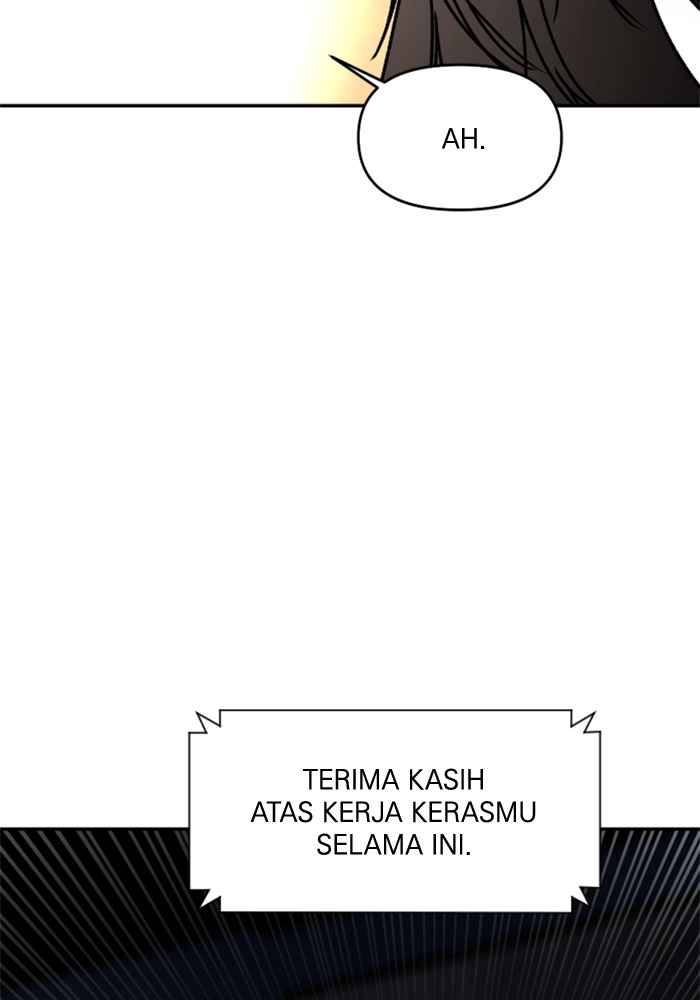 AH.
TERIMA KASIH
ATAS KERJA KERASMU
SELAMA INI.